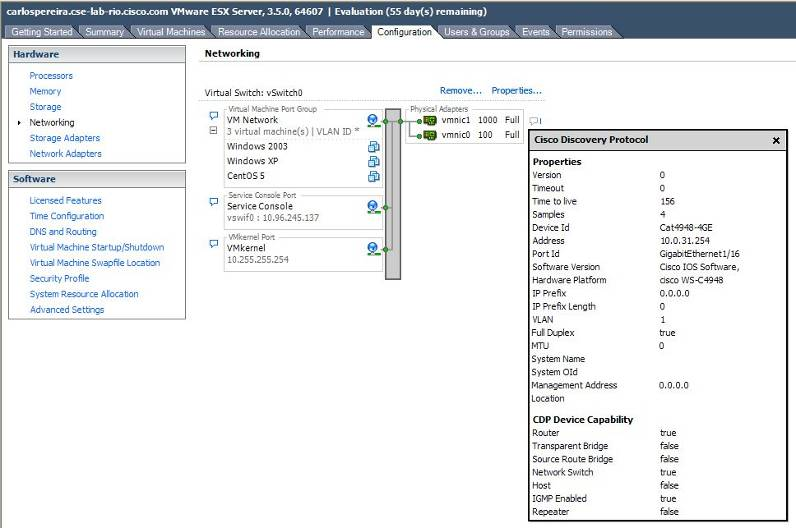 carlospereira.cse-lab-rio.cisco.com VMware ESX Server, 3.5.0, 64607 | Evaluation (55 day(s) remaining)
Getting Started Summary Virtual Machines Resource Allocation Performance Configuration Users & Groups Events Permissions
Hardware
Processors
Memory
Storage
Networking
Storage Adapters
Network Adapters
Software
Licensed Features
Time Configuration
DNS and Routing
Virtual Machine Startup/Shutdown
Virtual Machine Swapfile Location
Security Profile
System Resource Allocation
Advanced Settings
Networking
Virtual Switch: vSwitch0 Remove... Properties...
Virtual Machine Port Group
VM Network
3 virtual machine(s) | VLAN ID *
Windows 2003
Windows XP
CentOS 5
Service Console Port
Service Console
vswif0 : 10.96.245.137
VMkernel Port
VMkernel
10.255.255.254
Physical Adapters
vmnic1 1000 Full
vmnic0 100 Full
Cisco Discovery Protocol x
Properties
Version 0
Timeout 0
Time to live 156
Samples 4
Device Id Cat4948-4GE
Address 10.0.31.254
Port Id GigabitEthernet1/16
Software Version Cisco IOS Software,
Hardware Platform cisco WS-C4948
IP Prefix 0.0.0.0
IP Prefix Length 0
VLAN 1
Full Duplex true
MTU 0
System Name
System OId
Management Address 0.0.0.0
Location
CDP Device Capability
Router true
Transparent Bridge false
Source Route Bridge false
Network Switch true
Host false
IGMP Enabled true
Repeater false